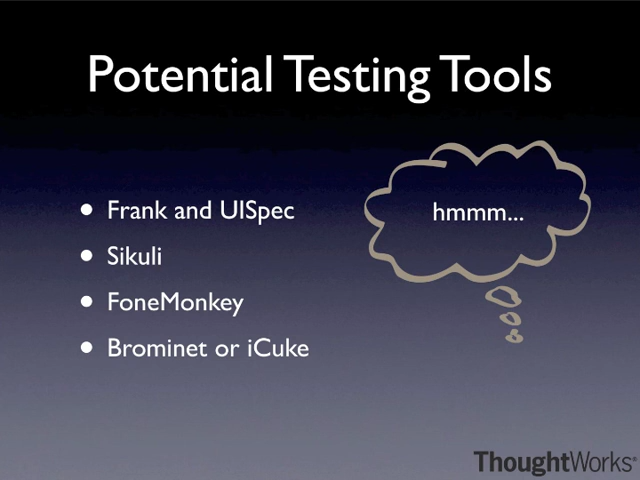 Potential Testing Tools
• Frank and UISpec
hmmm...
• Sikuli
• FoneMonkey
• Brominet or iCuke
ThoughtWorks®